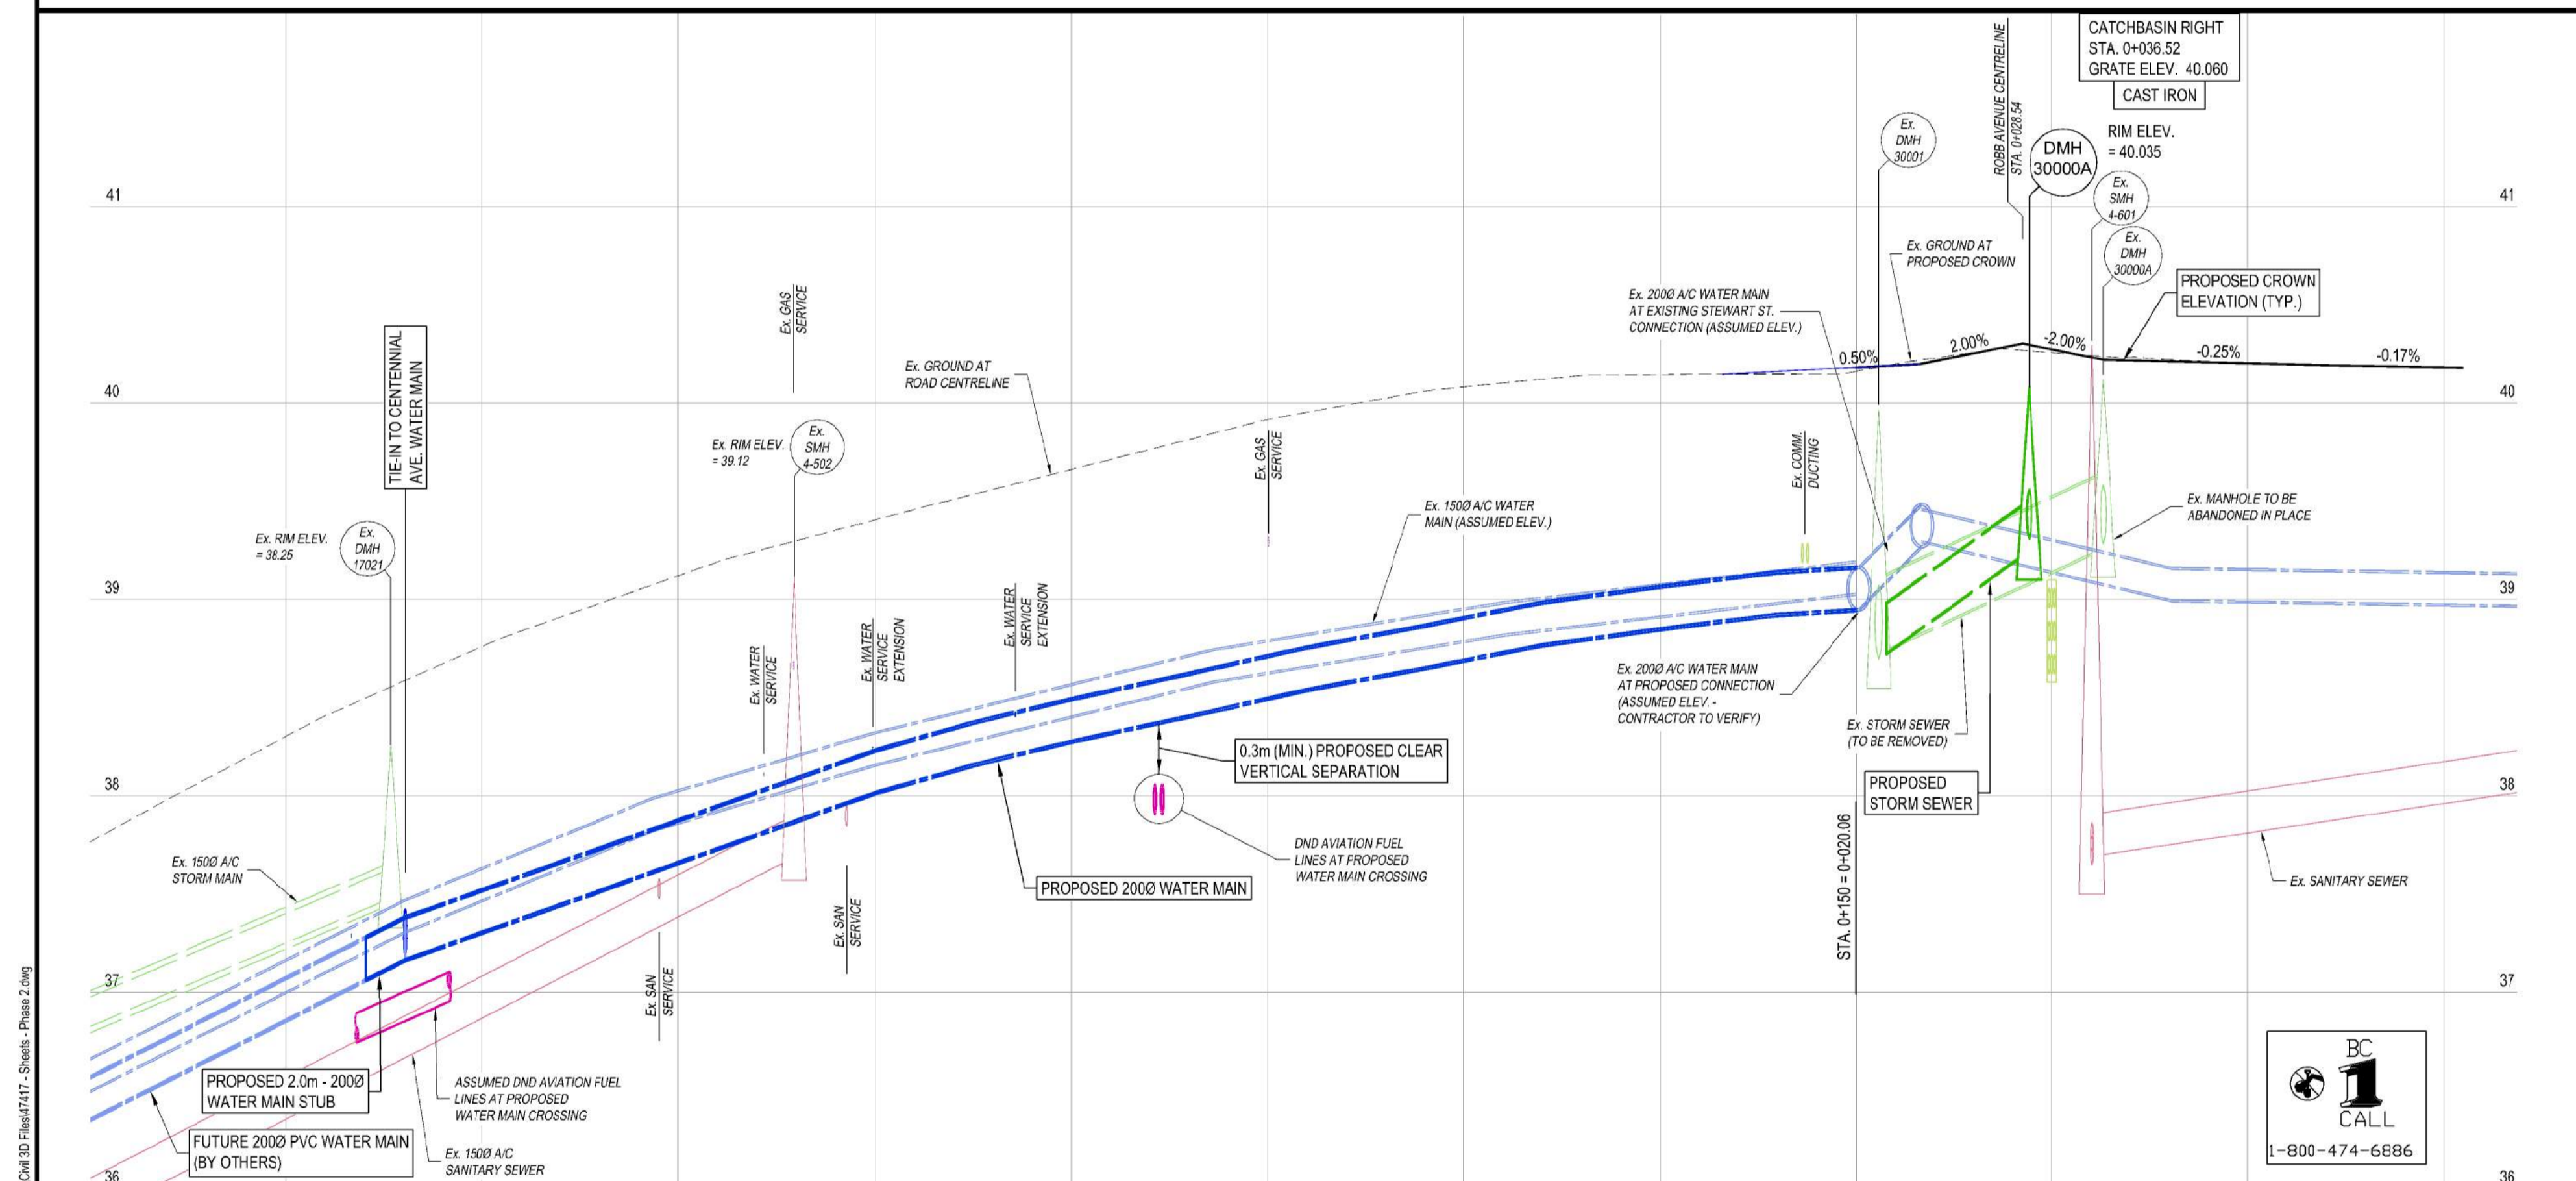 CATCHBASIN RIGHT
STA. 0+036.52
GRATE ELEV. 40.060
CAST IRON
ROBB AVENUE CENTRELINE
STA. 0+028.54
RIM ELEV.
= 40.035
DMH
30000A
Ex.
DMH
30001
Ex.
SMH
4-601
Ex.
DMH
30000A
41
41
Ex. GROUND AT
PROPOSED CROWN
PROPOSED CROWN
ELEVATION (TYP.)
Ex. 200Ø A/C WATER MAIN
AT EXISTING STEWART ST.
CONNECTION (ASSUMED ELEV.)
0.50%
2.00%
-2.00%
-0.25%
-0.17%
Ex. GAS
SERVICE
TIE-IN TO CENTENNIAL
AVE. WATER MAIN
Ex. GROUND AT
ROAD CENTRELINE
40
40
Ex. RIM ELEV.
= 39.12
Ex.
SMH
4-502
Ex. GAS
SERVICE
Ex. COMM.
DUCTING
Ex. 150Ø A/C WATER
MAIN (ASSUMED ELEV.)
Ex. MANHOLE TO BE
ABANDONED IN PLACE
Ex. RIM ELEV.
= 38.25
Ex.
DMH
17021
39
39
Ex. WATER
SERVICE
Ex. WATER
SERVICE
EXTENSION
Ex. WATER
SERVICE
EXTENSION
Ex. 200Ø A/C WATER MAIN
AT PROPOSED CONNECTION
(ASSUMED ELEV. -
CONTRACTOR TO VERIFY)
Ex. STORM SEWER
(TO BE REMOVED)
0.3m (MIN.) PROPOSED CLEAR
VERTICAL SEPARATION
PROPOSED
STORM SEWER
38
38
STA. 0+150 = 0+020.06
DND AVIATION FUEL
LINES AT PROPOSED
WATER MAIN CROSSING
Ex. 150Ø A/C
STORM MAIN
PROPOSED 200Ø WATER MAIN
Ex. SANITARY SEWER
Ex. SAN
SERVICE
Ex. SAN
SERVICE
37
37
PROPOSED 2.0m - 200Ø
WATER MAIN STUB
ASSUMED DND AVIATION FUEL
LINES AT PROPOSED
WATER MAIN CROSSING
FUTURE 200Ø PVC WATER MAIN
(BY OTHERS)
Ex. 150Ø A/C
SANITARY SEWER
36
36
BC
1
CALL
1-800-474-6886
Civil 3D Files\47417 - Sheets - Phase 2.dwg